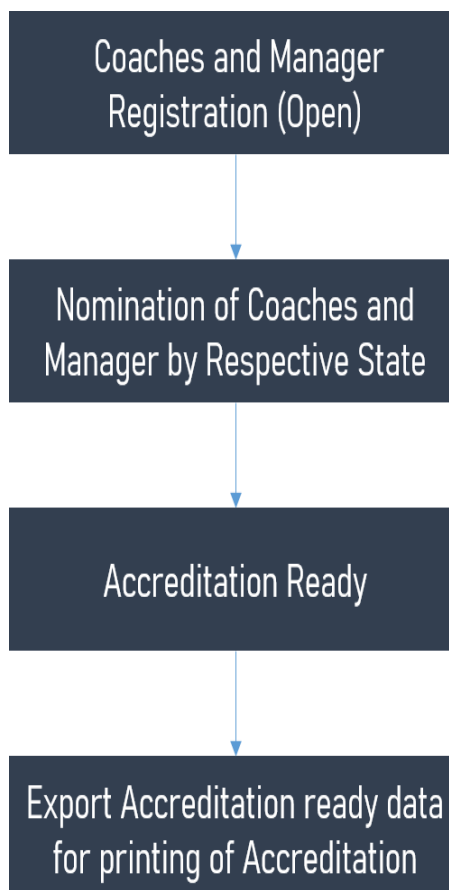 Coaches and Manager
Registration (Open)
Nomination of Coaches and
Manager by Respective State
Accreditation Ready
Export Accreditation ready data
for printing of Accreditation